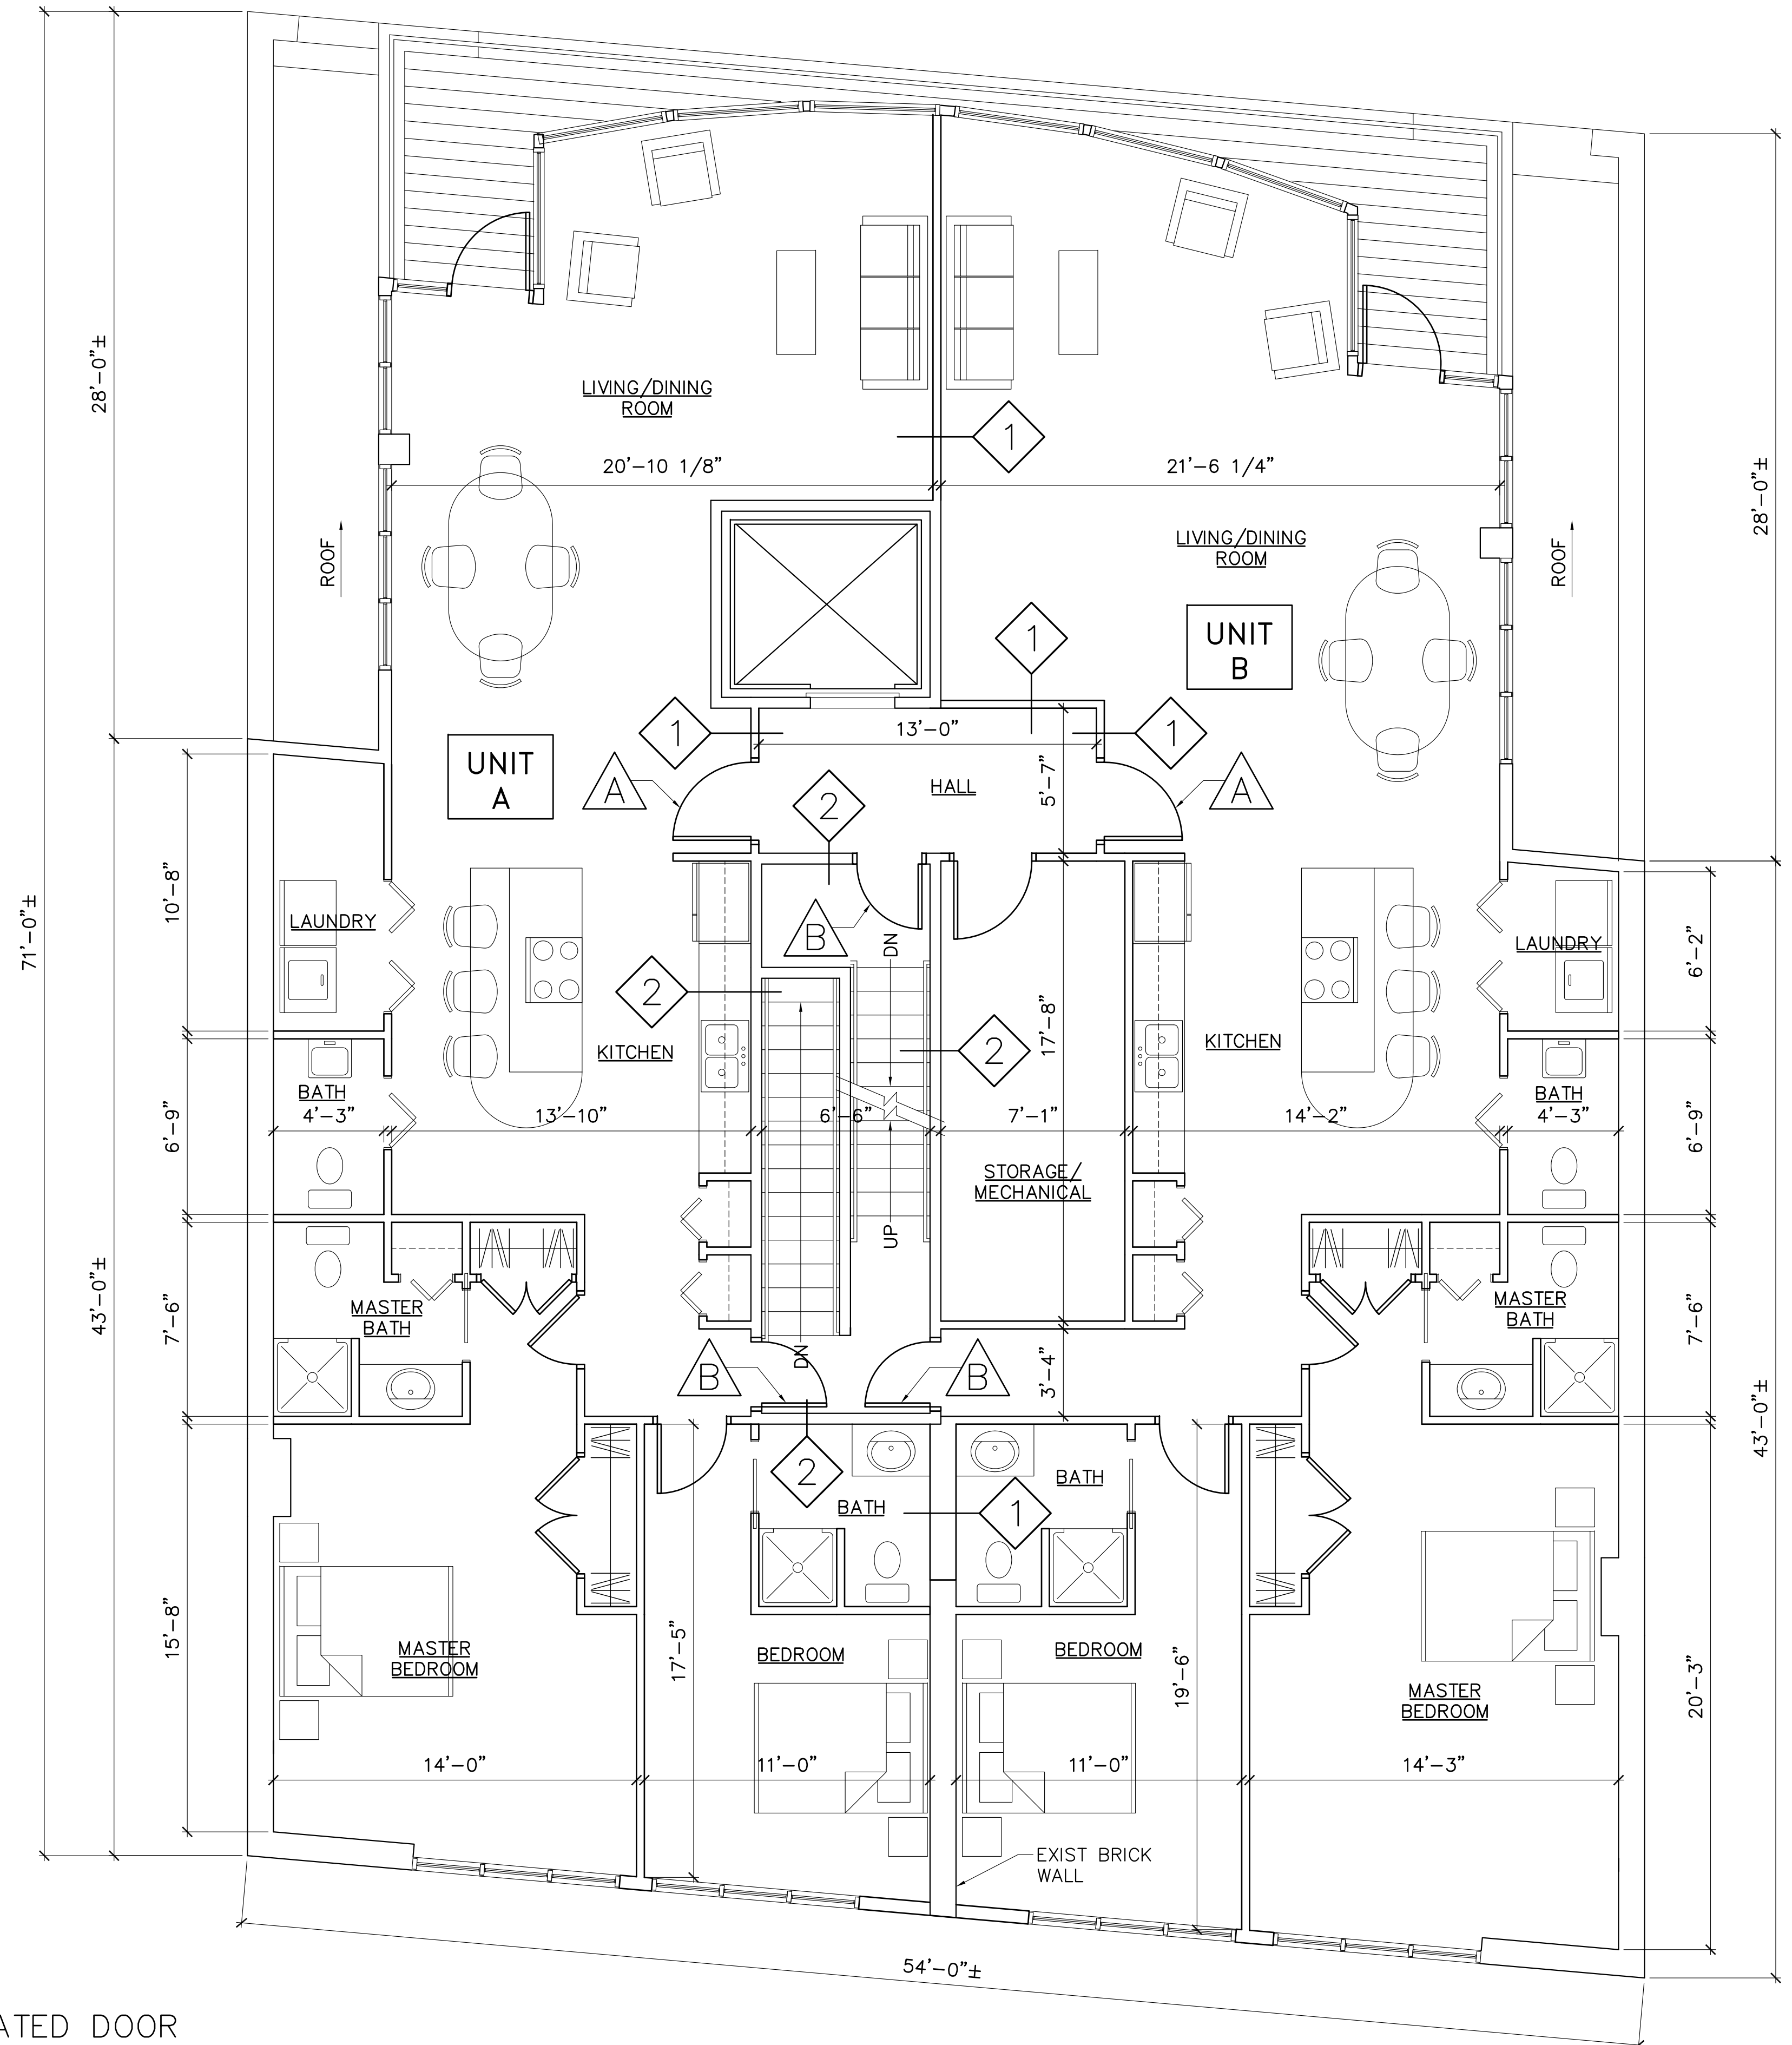 28'-0"±
71'-0"±
43'-0"±
28'-0"±
43'-0"±
LIVING/DINING
ROOM
1
20'-10 1/8"
21'-6 1/4"
ROOF
LIVING/DINING
ROOM
ROOF
UNIT
B
1
1
1
13'-0"
UNIT
A
A
HALL
5'-7"
A
2
10'-8"
LAUNDRY
B
DN
LAUNDRY
6'-2"
2
KITCHEN
2
17'-8"
KITCHEN
BATH
4'-3"
13'-10"
6'-6"
7'-1"
14'-2"
BATH
4'-3"
6'-9"
6'-9"
STORAGE/
MECHANICAL
UP
7'-6"
MASTER
BATH
MASTER
BATH
7'-6"
DN
B
B
3'-4"
2
BATH
1
BATH
15'-8"
MASTER
BEDROOM
17'-5"
BEDROOM
BEDROOM
19'-6"
MASTER
BEDROOM
20'-3"
14'-0"
11'-0"
11'-0"
14'-3"
EXIST BRICK
WALL
54'-0"±
ATED DOOR